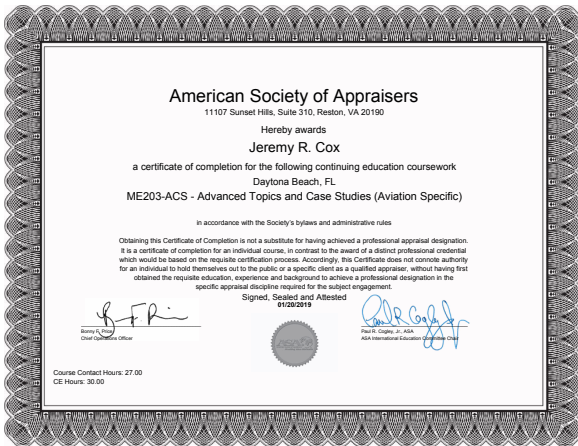 American Society of Appraisers
11107 Sunset Hills, Suite 310, Reston, VA 20190
Hereby awards
Jeremy R. Cox
a certificate of completion for the following continuing education coursework
Daytona Beach, FL
ME203-ACS - Advanced Topics and Case Studies (Aviation Specific)
in accordance with the Society's bylaws and administrative rules
Obtaining this Certificate of Completion is not a substitute for having achieved a professional appraisal designation.
It is a certificate of completion for an individual course, in contrast to the award of a distinct professional credential
which would be based on the requisite certification process. Accordingly, this Certificate does not connote authority
for an individual to hold themselves out to the public or a specific client as a qualified appraiser, without having first
obtained the requisite education, experience and background to achieve a professional designation in the
specific appraisal discipline required for the subject engagement.
Signed, Sealed and Attested
01/20/2019
Bonny F. Price
Chief Operations Officer
Paul R. Cogley, Jr., ASA
ASA International Education Committee Chair
Course Contact Hours: 27.00
CE Hours: 30.00